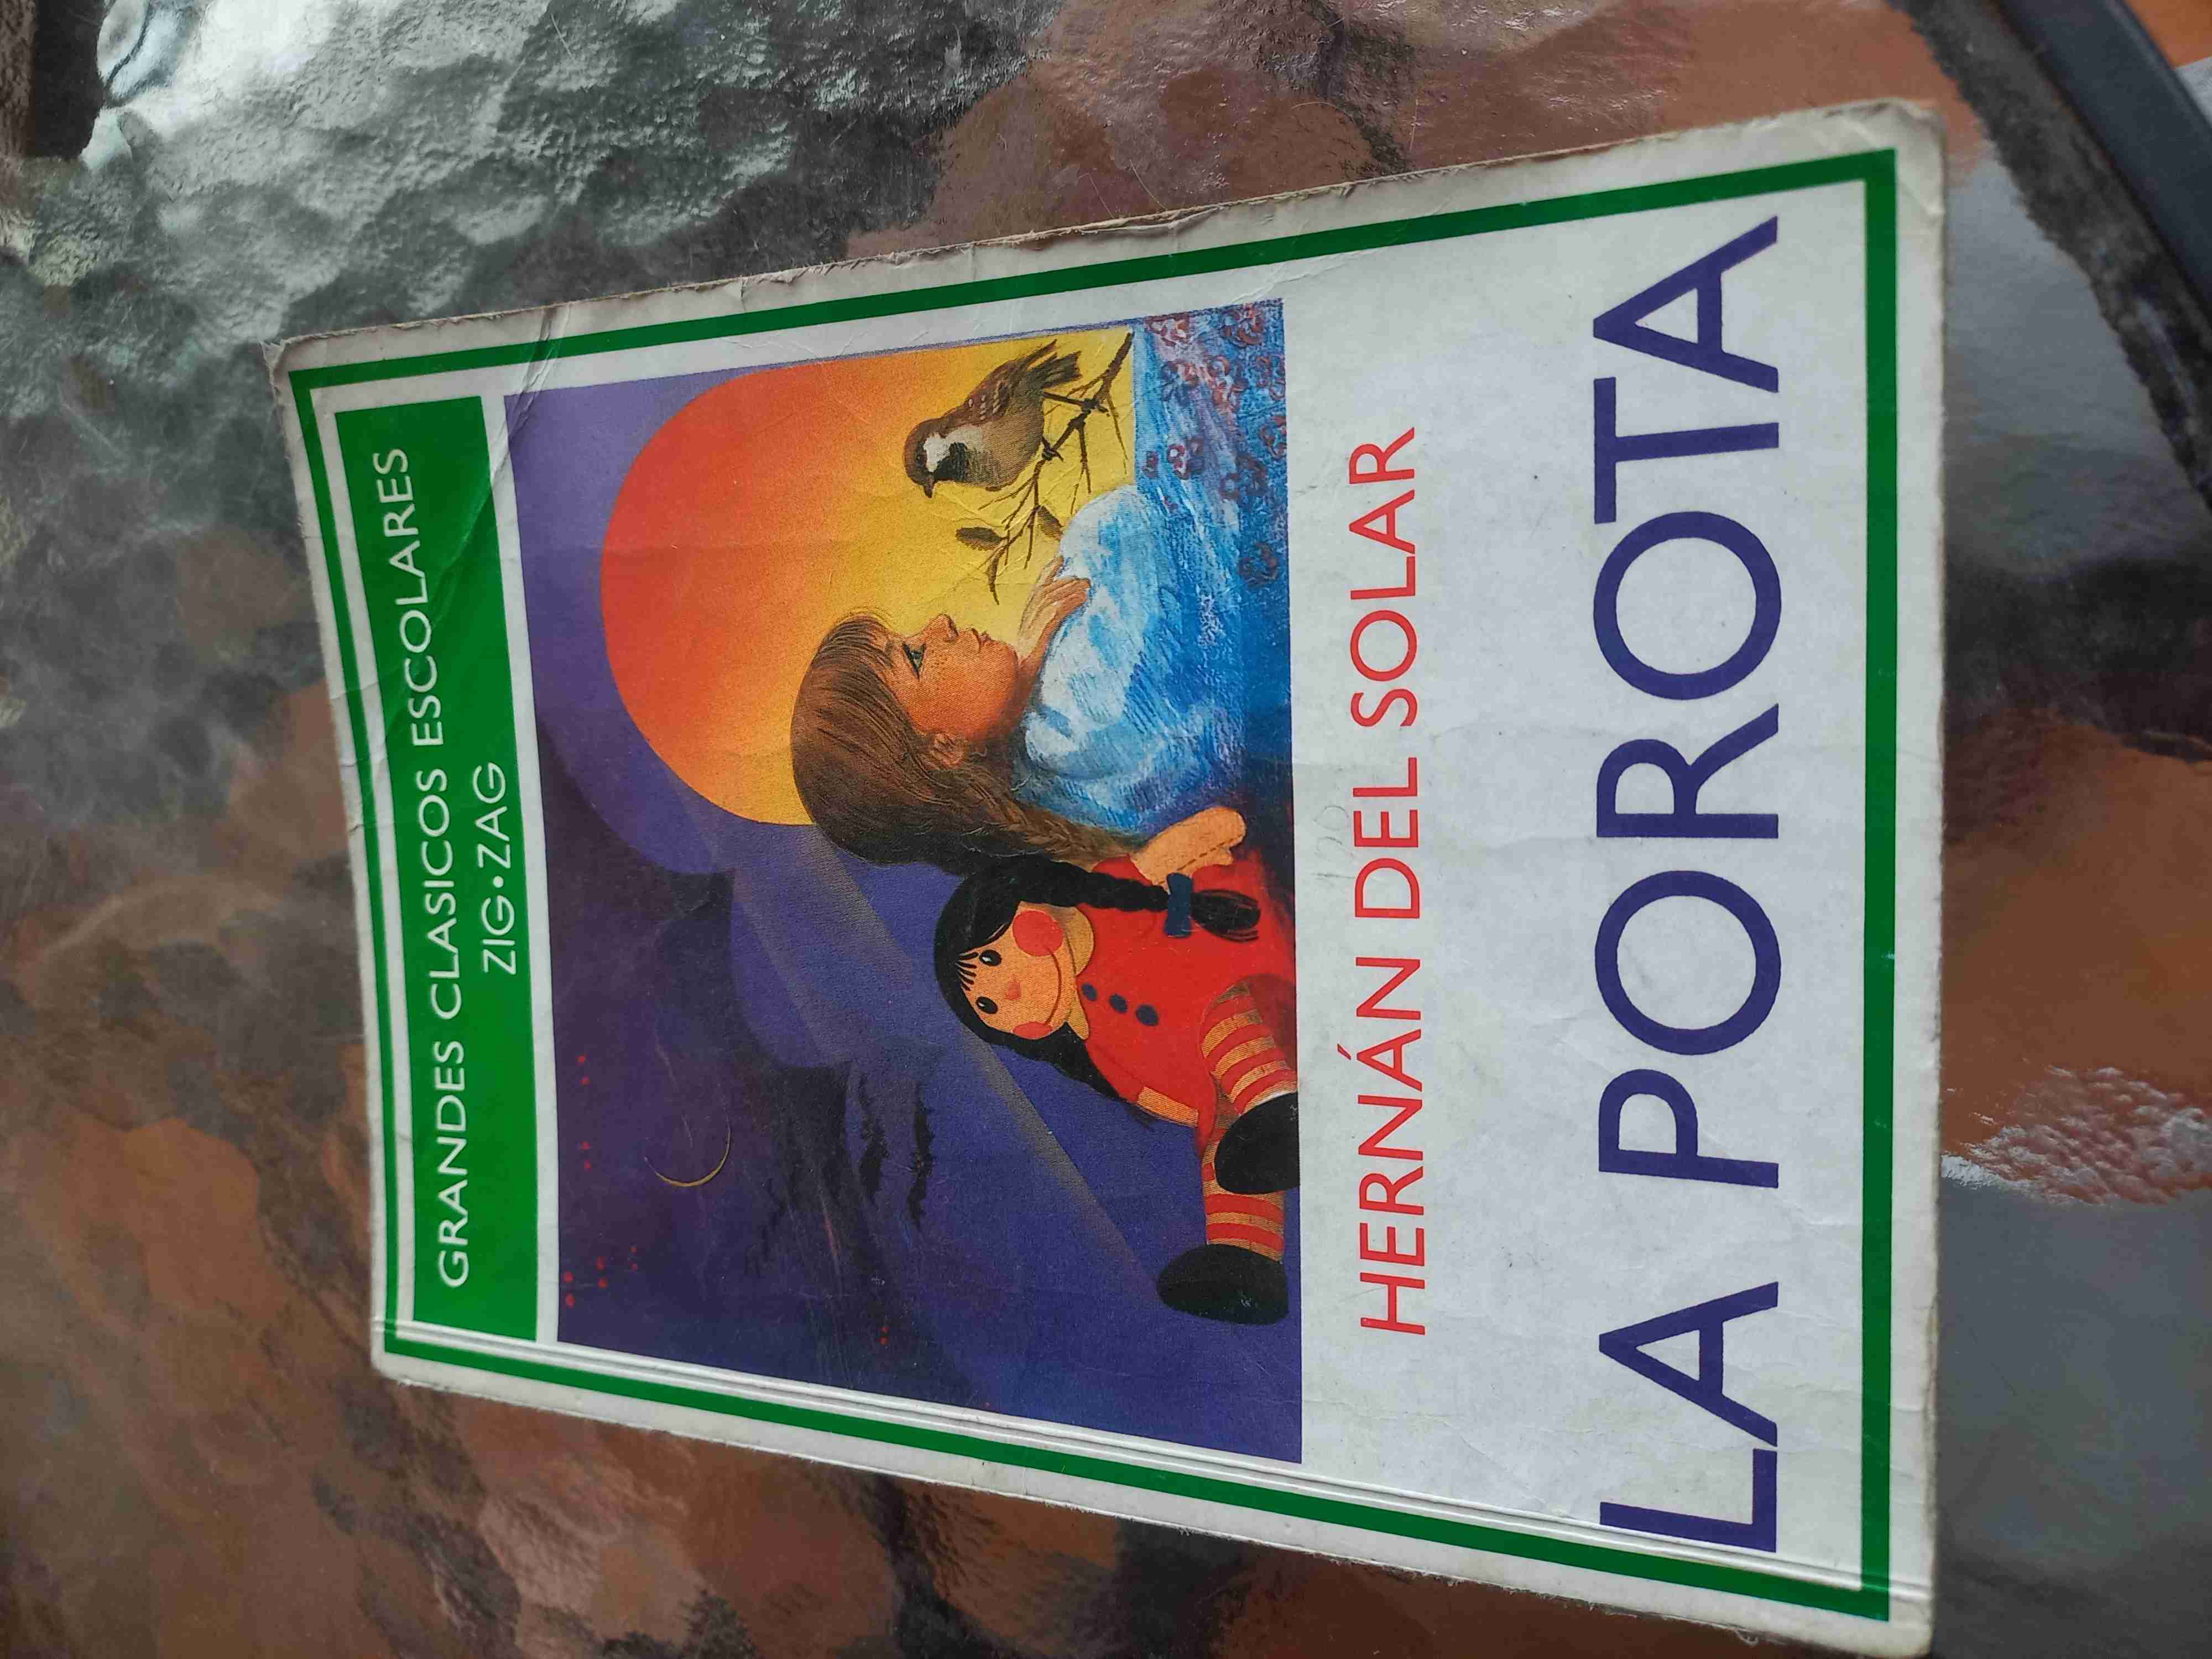 GRANDES CLASICOS ESCOLARES
ZIG•ZAG
HERNÁN DEL SOLAR
LA POROTA